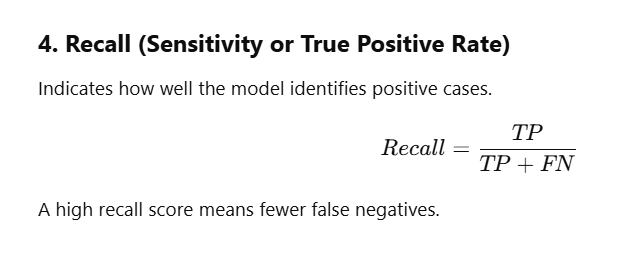 4. Recall (Sensitivity or True Positive Rate)
Indicates how well the model identifies positive cases.
Recall = TP / TP + FN
A high recall score means fewer false negatives.